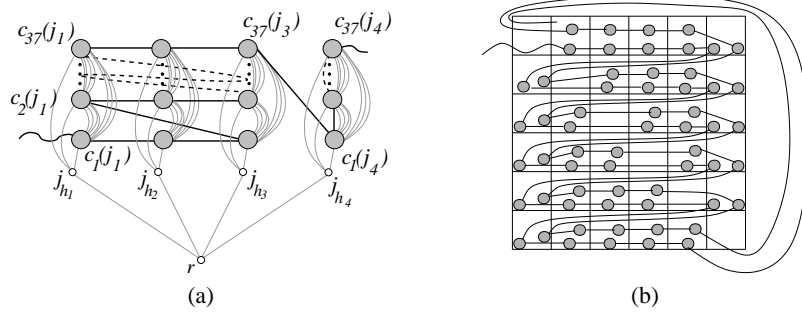 c37(j1)
c37(j3)
c37(j4)
c2(j1)
c1(j1)
c1(j4)
jh1
jh2
jh3
jh4
r
(a)
(b)